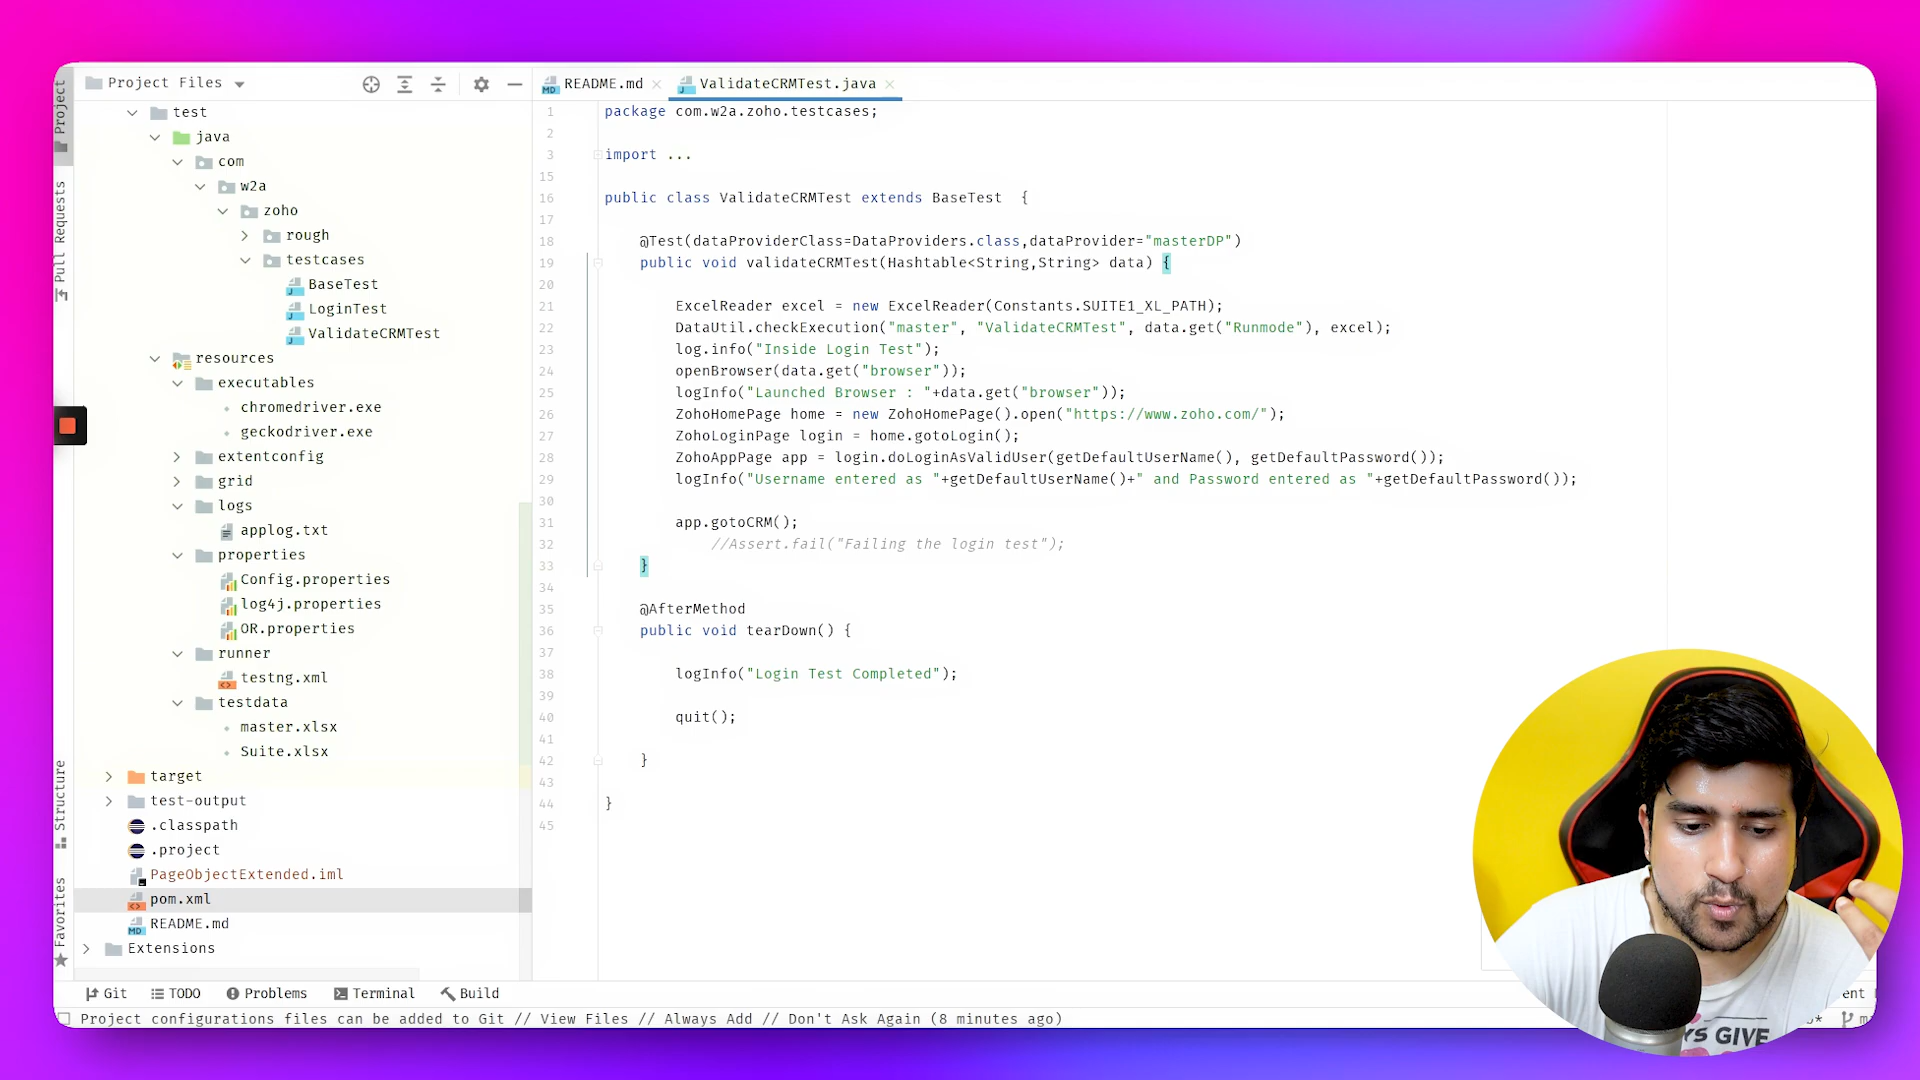 Project Files
README.md
ValidateCRMTest.java
Project
Pull Requests
Structure
Favorites
test
java
com
w2a
zoho
rough
testcases
BaseTest
LoginTest
ValidateCRMTest
resources
executables
chromedriver.exe
geckodriver.exe
extentconfig
grid
logs
applog.txt
properties
Config.properties
log4j.properties
OR.properties
runner
testng.xml
testdata
master.xlsx
Suite.xlsx
target
test-output
.classpath
.project
PageObjectExtended.iml
pom.xml
README.md
Extensions
1 package com.w2a.zoho.testcases;
2
3 import ...
15
16 public class ValidateCRMTest extends BaseTest {
17
18 @Test(dataProviderClass=DataProviders.class,dataProvider="masterDP")
19 public void validateCRMTest(Hashtable<String,String> data) {
20
21 ExcelReader excel = new ExcelReader(Constants.SUITE1_XL_PATH);
22 DataUtil.checkExecution("master", "ValidateCRMTest", data.get("Runmode"), excel);
23 log.info("Inside Login Test");
24 openBrowser(data.get("browser"));
25 logInfo("Launched Browser : "+data.get("browser"));
26 ZohoHomePage home = new ZohoHomePage().open("https://www.zoho.com/");
27 ZohoLoginPage login = home.gotoLogin();
28 ZohoAppPage app = login.doLoginAsValidUser(getDefaultUserName(), getDefaultPassword());
29 logInfo("Username entered as "+getDefaultUserName()+" and Password entered as "+getDefaultPassword());
30
31 app.gotoCRM();
32 //Assert.fail("Failing the login test");
33 }
34
35 @AfterMethod
36 public void tearDown() {
37
38 logInfo("Login Test Completed");
39
40 quit();
41
42 }
43
44 }
45
Git TODO Problems Terminal Build
Project configurations files can be added to Git // View Files // Always Add // Don't Ask Again (8 minutes ago)
YS GIVE